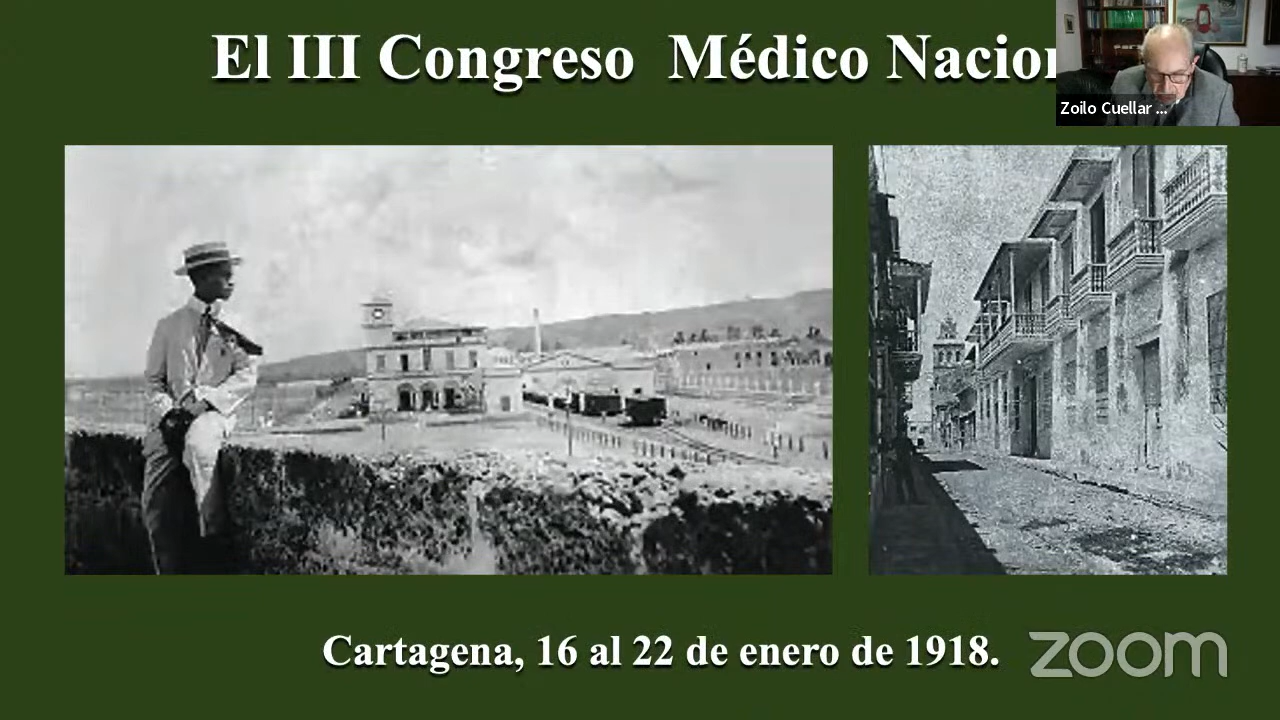 El III Congreso Médico Nacion
Zoilo Cuellar ...
Cartagena, 16 al 22 de enero de 1918.
zoom